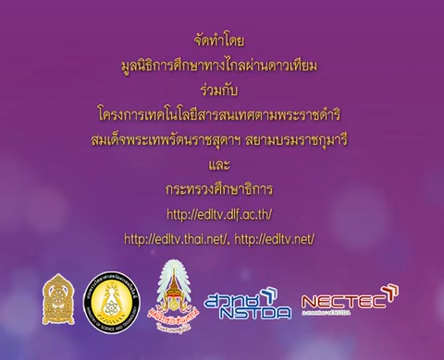 จัดทำโดย
มูลนิธิการศึกษาทางไกลผ่านดาวเทียม
ร่วมกับ
โครงการเทคโนโลยีสารสนเทศตามพระราชดำริ
สมเด็จพระเทพรัตนราชสุดาฯ สยามบรมราชกุมารี
และ
กระทรวงศึกษาธิการ
http://edltv.dlf.ac.th/
http://edltv.thai.net/, http://edltv.net/
สวทช NECTEC
NSTDA a member of NSTDA